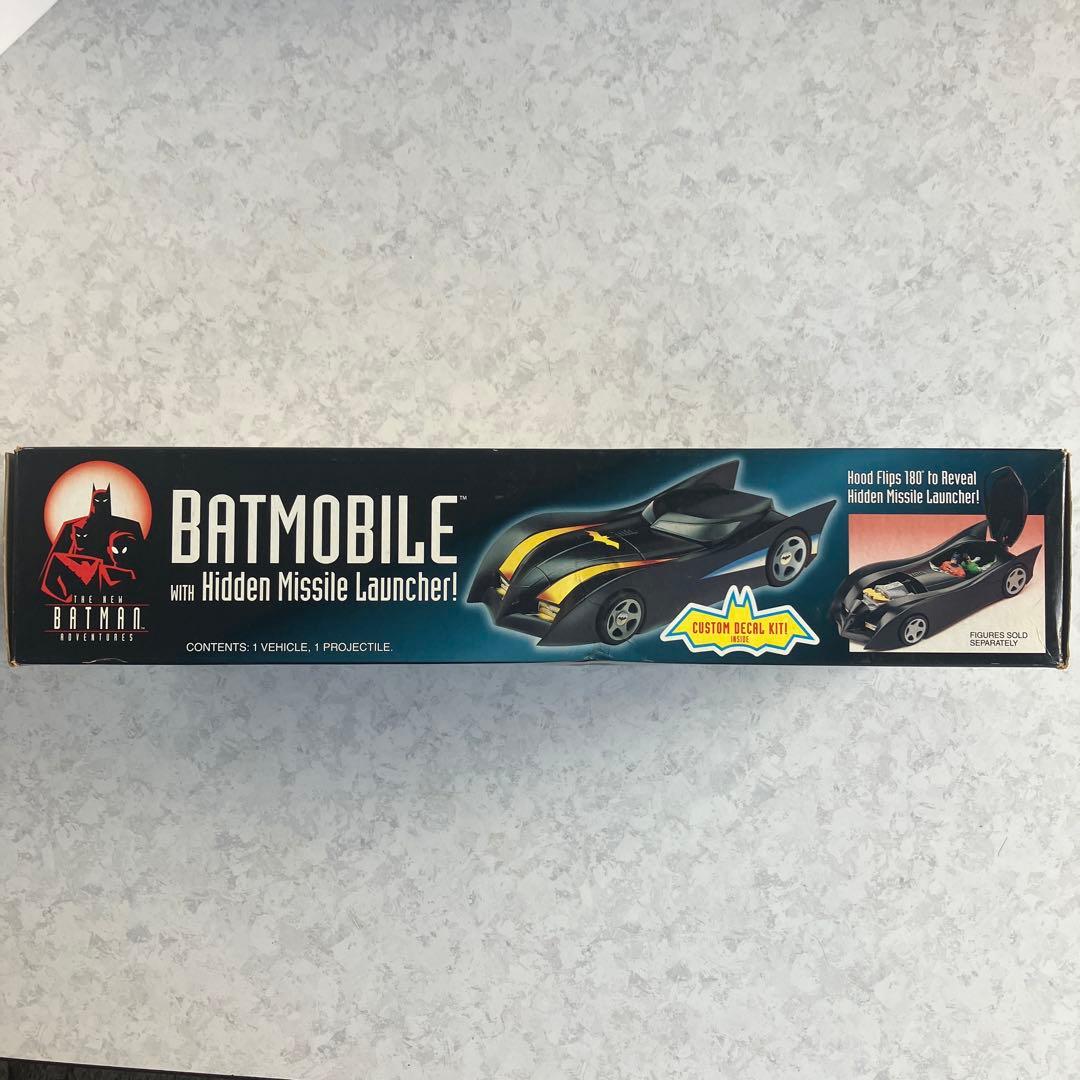 THE NEW
BATMAN™
ADVENTURES
BATMOBILE™
WITH Hidden Missile Launcher!
CONTENTS: 1 VEHICLE, 1 PROJECTILE.
CUSTOM DECAL KIT!
INSIDE
Hood Flips 180° to Reveal
Hidden Missile Launcher!
FIGURES SOLD
SEPARATELY